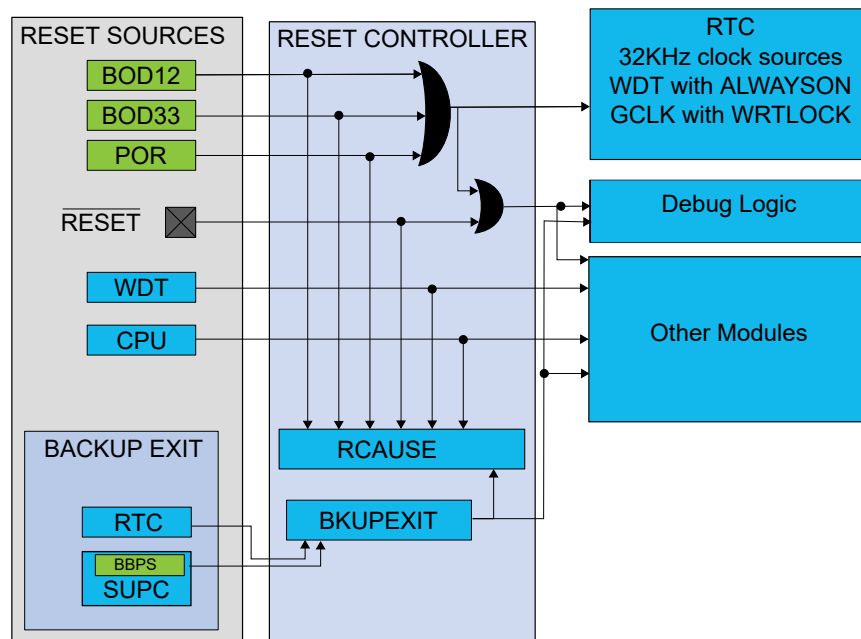 RESET SOURCES
BOD12
BOD33
POR
RESET
WDT
CPU
BACKUP EXIT
RTC
BBPS
SUPC
RESET CONTROLLER
RCAUSE
BKUPEXIT
RTC
32KHz clock sources
WDT with ALWAYSON
GCLK with WRTLOCK
Debug Logic
Other Modules